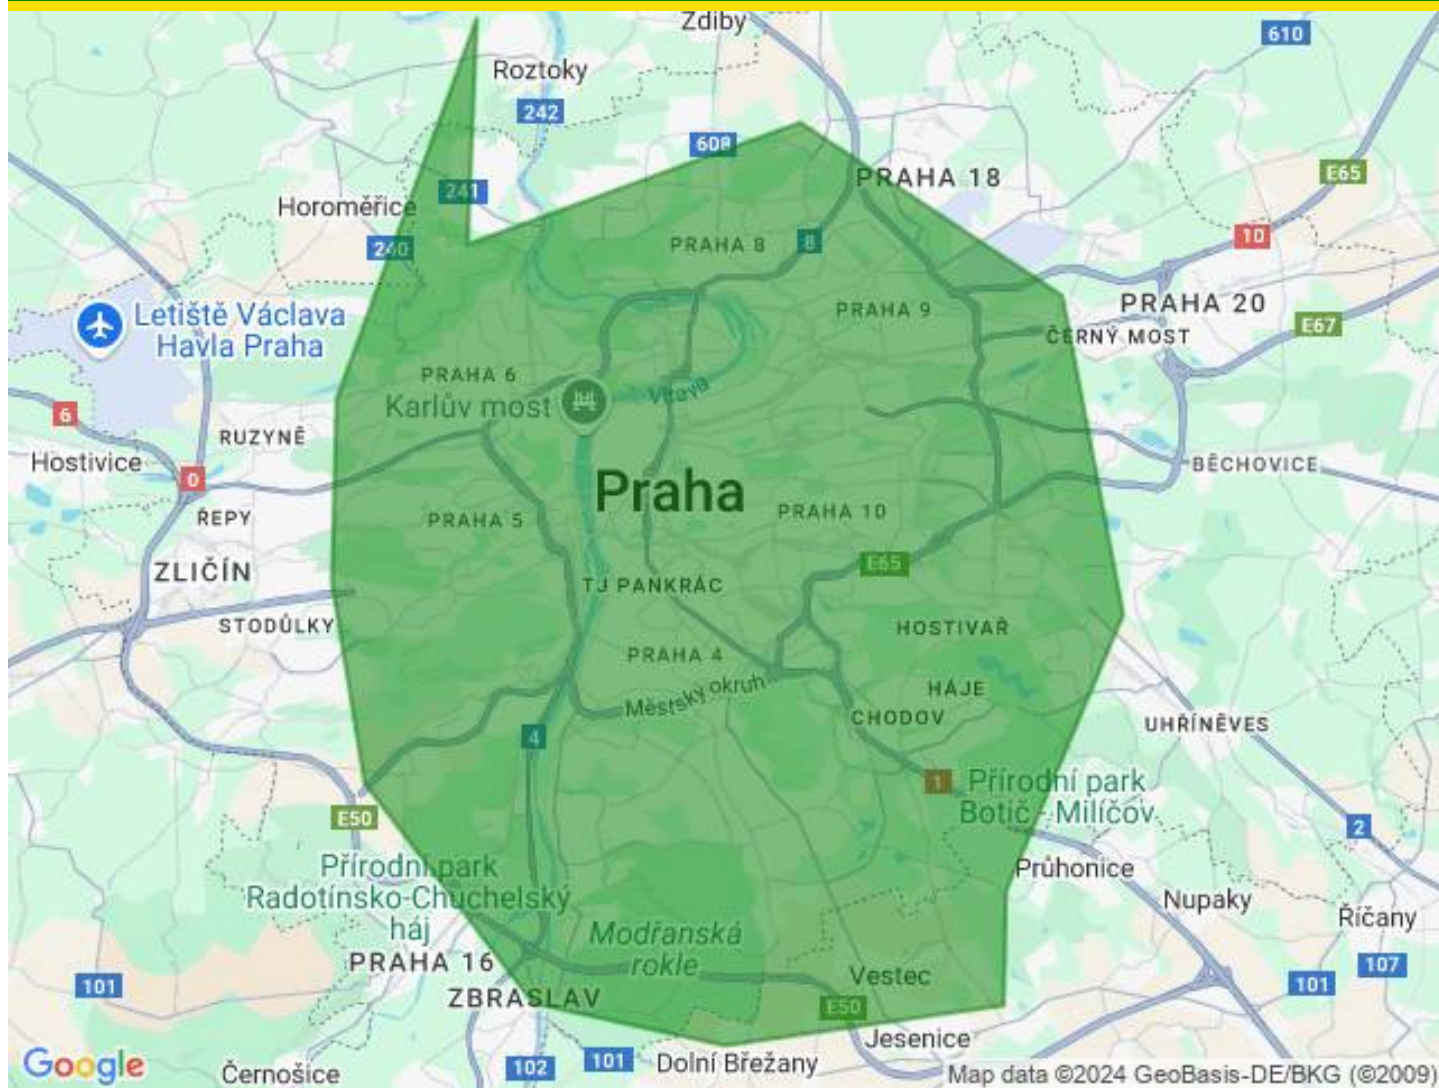 Zdiby
610
Roztoky
242
608
PRAHA 18
E65
241
Horoměřice
240
PRAHA 8
8
10
Letiště Václava
Havla Praha
PRAHA 9
PRAHA 20
E67
ČERNÝ MOST
PRAHA 6
Karlův most
Vltava
6
RUZYNĚ
Hostivice
0
BĚCHOVICE
Praha
ŘEPY
PRAHA 5
PRAHA 10
ZLIČÍN
E65
TJ PANKRÁC
STODŮLKY
HOSTIVAŘ
PRAHA 4
HÁJE
Městský okruh
CHODOV
UHŘÍNĚVES
4
1
Přírodní park
Botič - Milíčov
E50
2
Přírodní park
Radotínsko-Chuchelský
háj
Průhonice
Nupaky
Říčany
Modřanská
rokle
PRAHA 16
Vestec
107
101
101
ZBRASLAV
E50
Jesenice
Google
Černošice
102
101
Dolní Břežany
Map data ©2024 GeoBasis-DE/BKG (©2009)